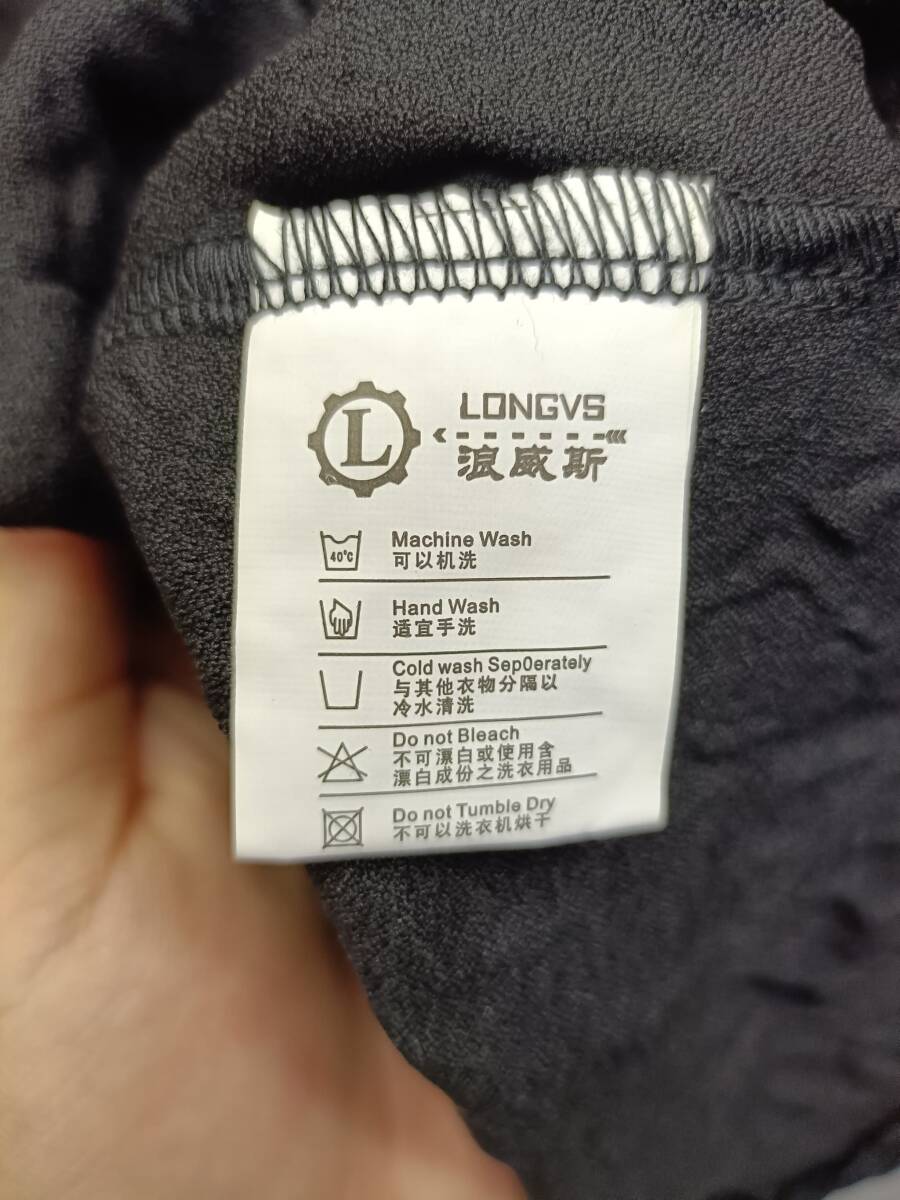 L
LONGVS
浪威斯
40°C
Machine Wash
可以机洗
Hand Wash
适宜手洗
Cold wash Sep0erately
与其他衣物分隔以
冷水清洗
Do not Bleach
不可漂白或使用含
漂白成份之洗衣用品
Do not Tumble Dry
不可以洗衣机烘干